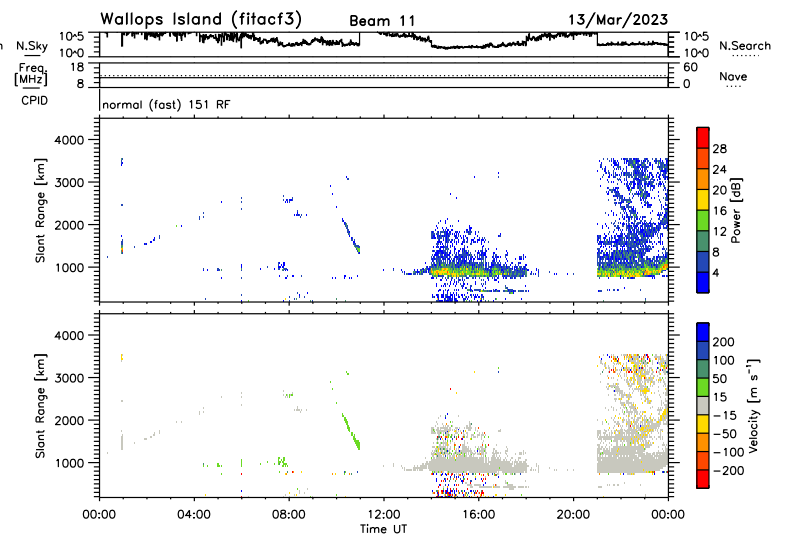 Wallops Island (fitacf3) Beam 11 13/Mar/2023
n N.Sky 10^5 10^5
10^0 10^0 N.Search
Freq. 18 60 Nave
[MHz] 8 0
CPID normal (fast) 151 RF
Slant Range [km]
4000
3000
2000
1000
28
24
20
16
12
8
4
Power [dB]
Slant Range [km]
4000
3000
2000
1000
200
100
50
15
-15
-50
-100
-200
Velocity [m s⁻¹]
00:00 04:00 08:00 12:00 16:00 20:00 00:00
Time UT